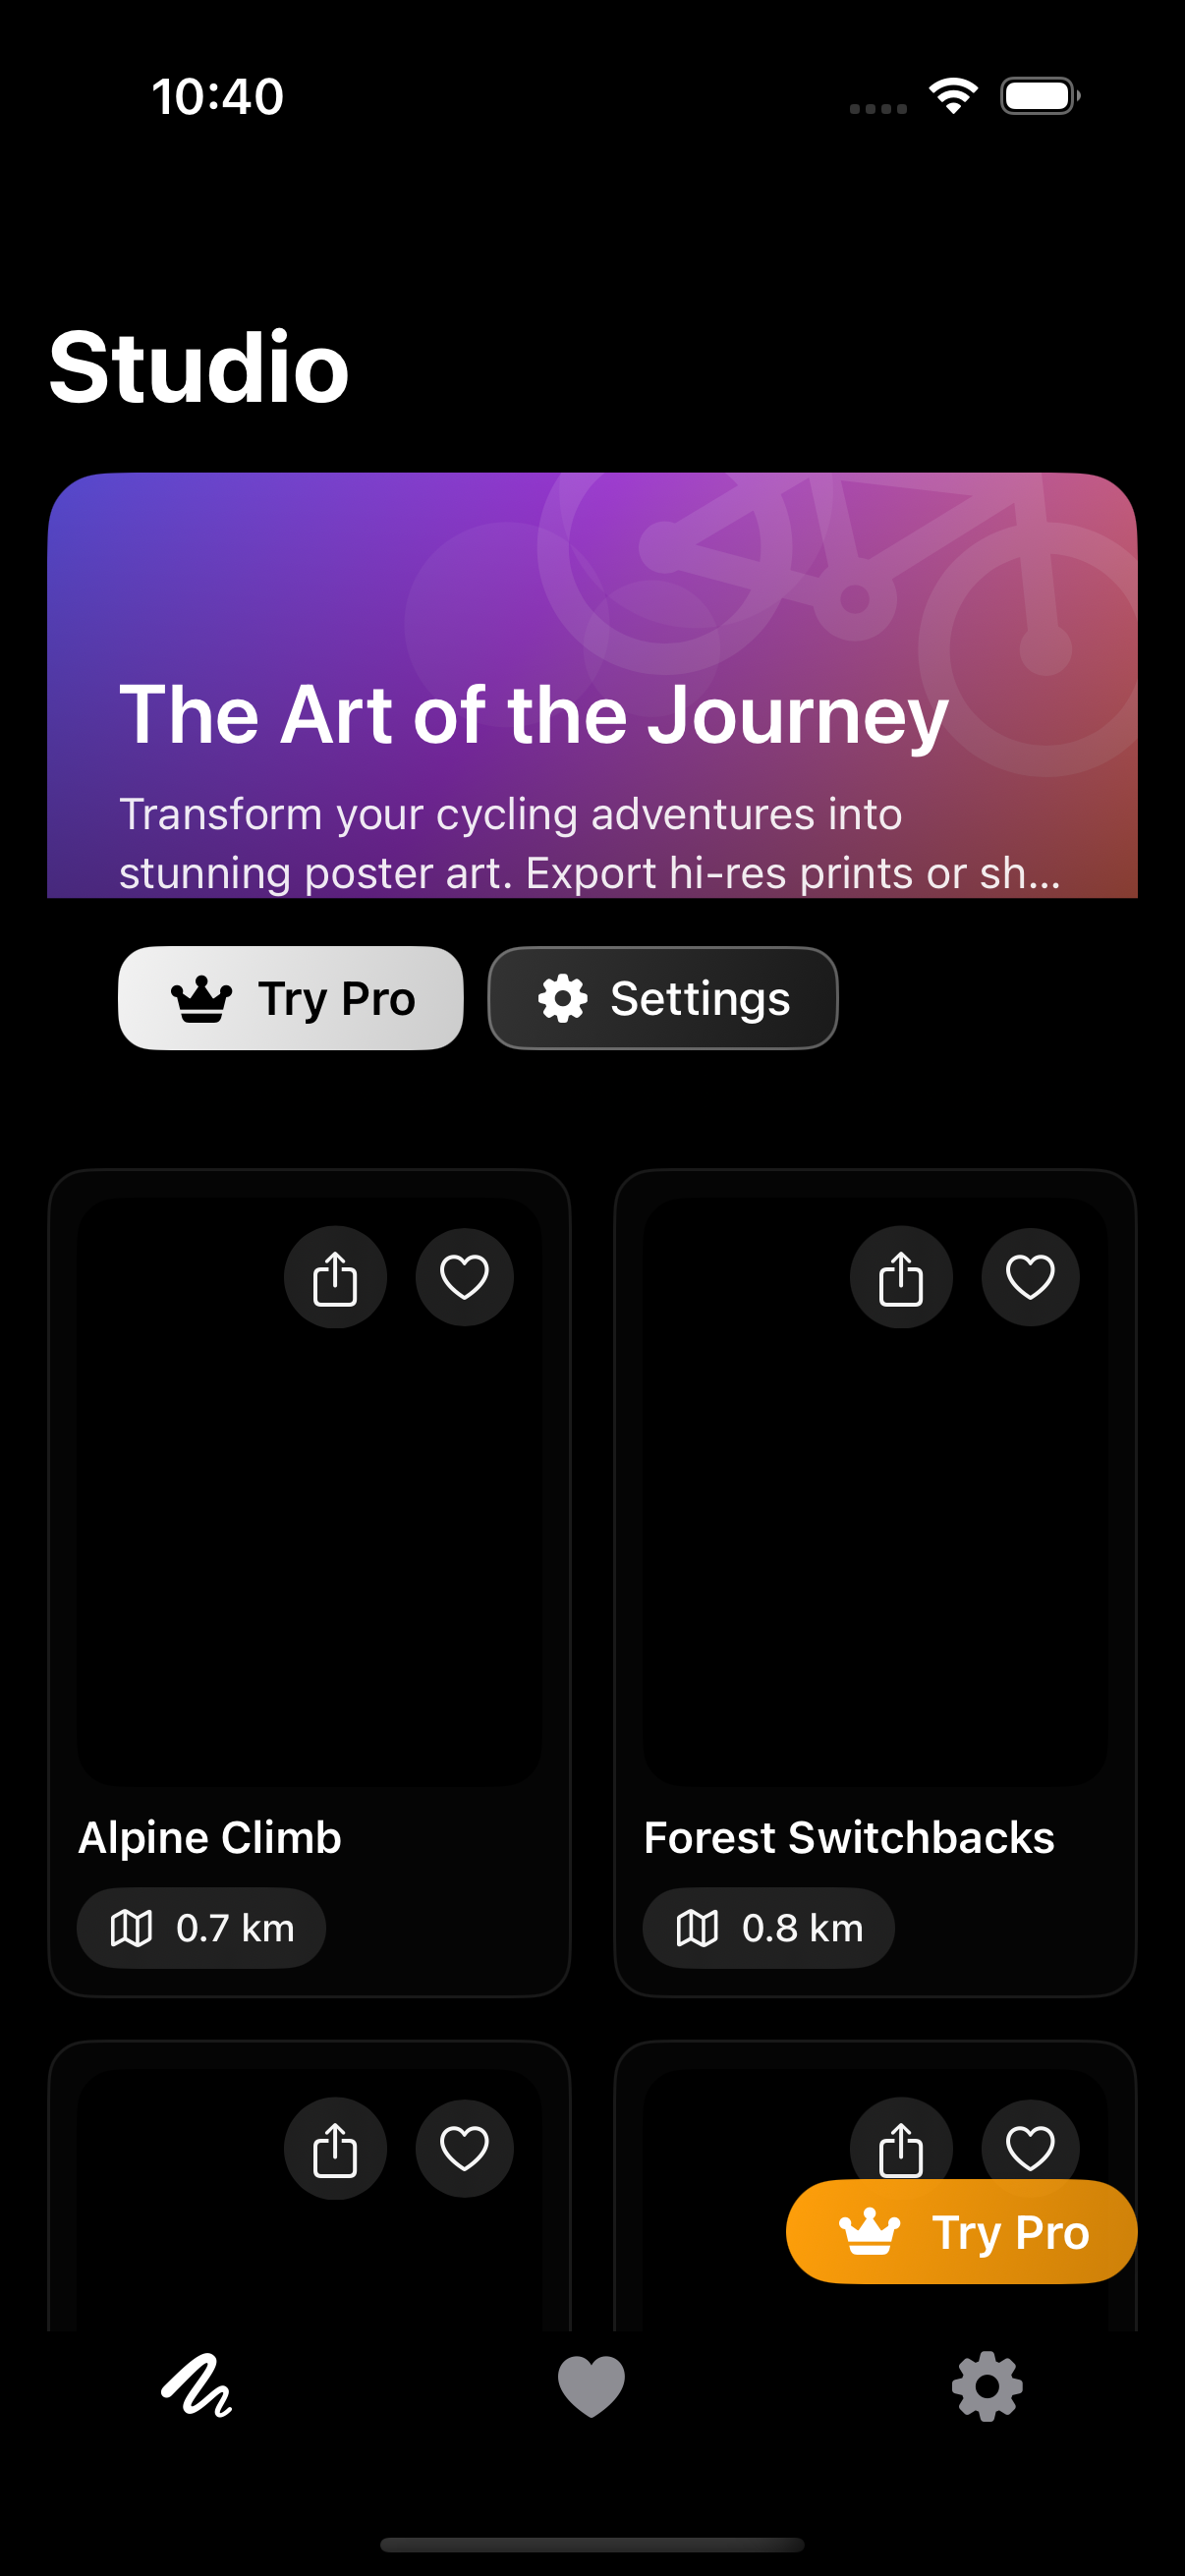 10:40
Studio
The Art of the Journey
Transform your cycling adventures into
stunning poster art. Export hi-res prints or sh...
Try Pro
Settings
Alpine Climb
Forest Switchbacks
0.7 km
0.8 km
Try Pro